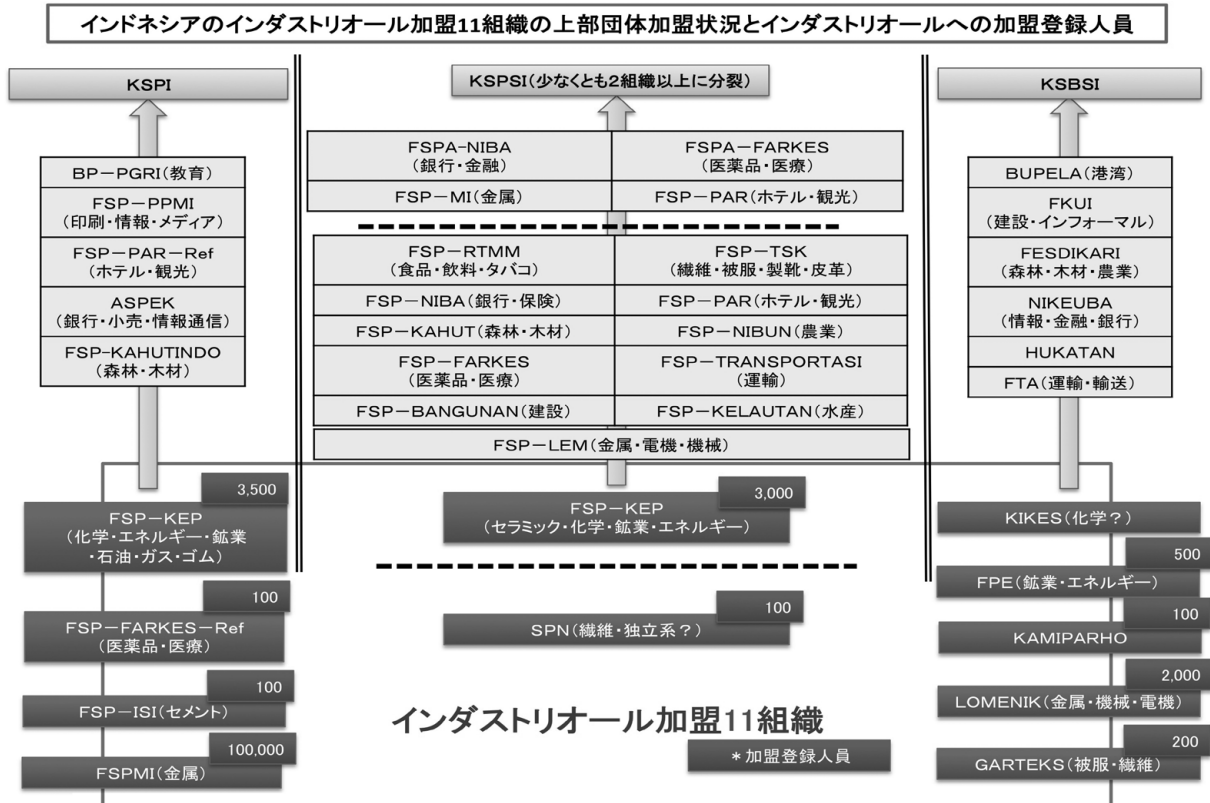 インドネシアのインダストリオール加盟11組織の上部団体加盟状況とインダストリオールへの加盟登録人員
KSPI
BP－PGRI(教育)
FSP－PPMI
(印刷・情報・メディア)
FSP－PAR－Ref
(ホテル・観光)
ASPEK
(銀行・小売・情報通信)
FSP-KAHUTINDO
(森林・木材)
3,500
FSP－KEP
(化学・エネルギー・鉱業
・石油・ガス・ゴム)
100
FSP－FARKES－Ref
(医薬品・医療)
100
FSP－ISI(セメント)
100,000
FSPMI(金属)
KSPSI(少なくとも2組織以上に分裂)
FSPA-NIBA
(銀行・金融)
FSPA－FARKES
(医薬品・医療)
FSP－MI(金属)
FSP－PAR(ホテル・観光)
FSP－RTMM
(食品・飲料・タバコ)
FSP－TSK
(繊維・被服・製靴・皮革)
FSP－NIBA(銀行・保険)
FSP－PAR(ホテル・観光)
FSP－KAHUT(森林・木材)
FSP－NIBUN(農業)
FSP－FARKES
(医薬品・医療)
FSP－TRANSPORTASI
(運輸)
FSP－BANGUNAN(建設)
FSP－KELAUTAN(水産)
FSP－LEM(金属・電機・機械)
3,000
FSP－KEP
(セラミック・化学・鉱業・エネルギー)
100
SPN(繊維・独立系？)
インダストリオール加盟11組織
＊加盟登録人員
KSBSI
BUPELA(港湾)
FKUI
(建設・インフォーマル)
FESDIKARI
(森林・木材・農業)
NIKEUBA
(情報・金融・銀行)
HUKATAN
FTA(運輸・輸送)
KIKES(化学？)
500
FPE(鉱業・エネルギー)
100
KAMIPARHO
2,000
LOMENIK(金属・機械・電機)
200
GARTEKS(被服・繊維)